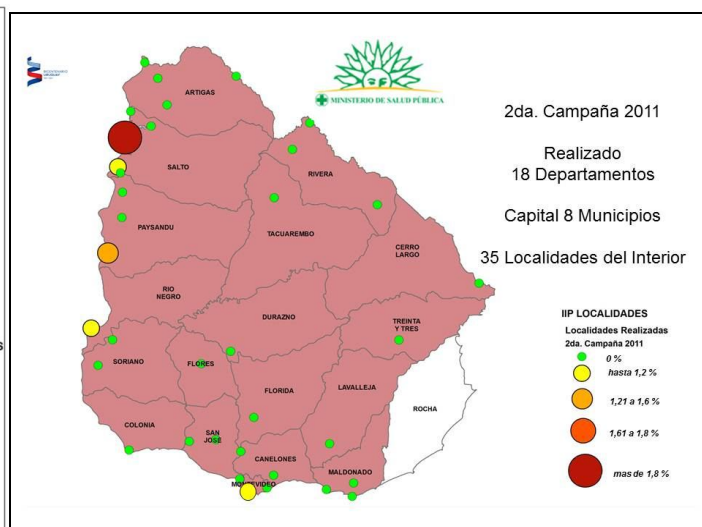 MINISTERIO DE SALUD PÚBLICA
2da. Campaña 2011
Realizado
18 Departamentos
Capital 8 Municipios
35 Localidades del Interior
ARTIGAS
SALTO
RIVERA
PAYSANDU
TACUAREMBO
CERRO
LARGO
RIO
NEGRO
DURAZNO
TREINTA
Y TRES
SORIANO
FLORES
FLORIDA
LAVALLEJA
ROCHA
COLONIA
SAN
JOSE
CANELONES
MALDONADO
MONTEVIDEO
IIP LOCALIDADES
Localidades Realizadas
2da. Campaña 2011
0 %
hasta 1,2 %
1,21 a 1,6 %
1,61 a 1,8 %
mas de 1,8 %
s